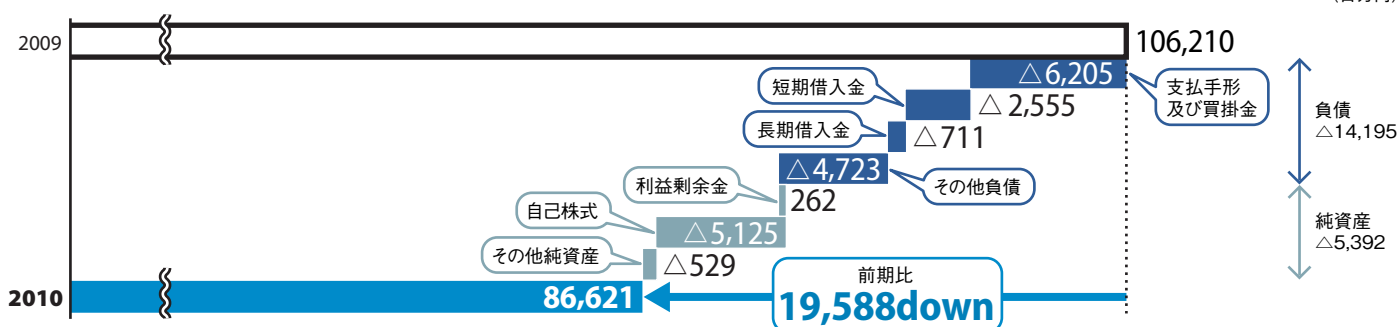 (百万円)
2009
106,210
△6,205
支払手形
及び買掛金
短期借入金
△2,555
負債
△14,195
長期借入金
△711
△4,723
その他負債
利益剰余金
262
自己株式
△5,125
純資産
△5,392
その他純資産
△529
前期比
19,588down
2010
86,621